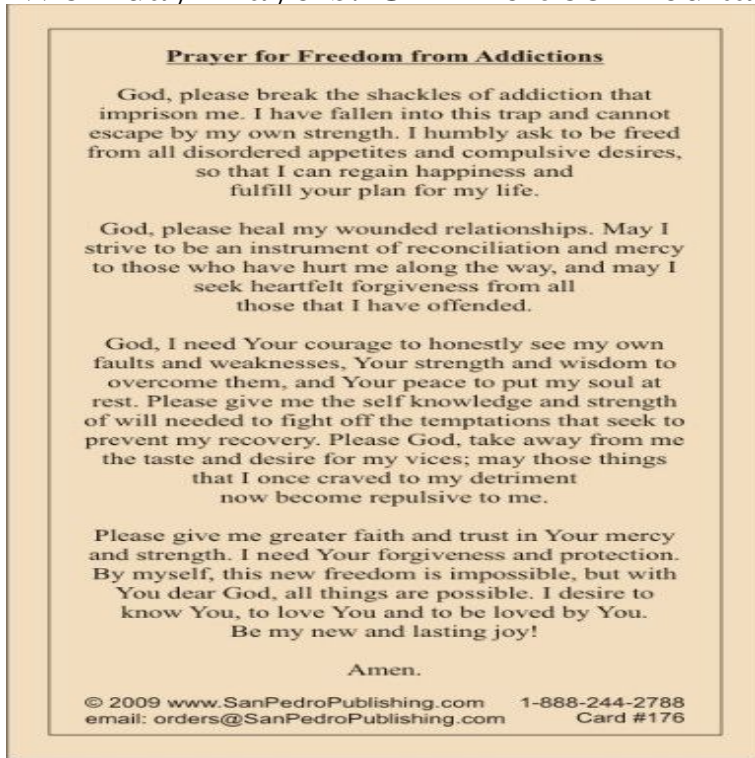 Prayer for Freedom from Addictions
God, please break the shackles of addiction that
imprison me. I have fallen into this trap and cannot
escape by my own strength. I humbly ask to be freed
from all disordered appetites and compulsive desires,
so that I can regain happiness and
fulfill your plan for my life.
God, please heal my wounded relationships. May I
strive to be an instrument of reconciliation and mercy
to those who have hurt me along the way, and may I
seek heartfelt forgiveness from all
those that I have offended.
God, I need Your courage to honestly see my own
faults and weaknesses, Your strength and wisdom to
overcome them, and Your peace to put my soul at
rest. Please give me the self knowledge and strength
of will needed to fight off the temptations that seek to
prevent my recovery. Please God, take away from me
the taste and desire for my vices; may those things
that I once craved to my detriment
now become repulsive to me.
Please give me greater faith and trust in Your mercy
and strength. I need Your forgiveness and protection.
By myself, this new freedom is impossible, but with
You dear God, all things are possible. I desire to
know You, to love You and to be loved by You.
Be my new and lasting joy!
Amen.
© 2009 www.SanPedroPublishing.com 1-888-244-2788
email: orders@SanPedroPublishing.com Card #176